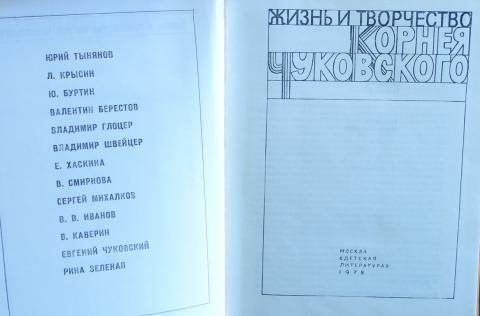 ЮРИЙ ТЫНЯНОВ
Л. КРЫСИН
Ю. БУРТИН
ВАЛЕНТИН БЕРЕСТОВ
ВЛАДИМИР ГЛОЦЕР
ВЛАДИМИР ШВЕЙЦЕР
Е. ХАСКИНА
В. СМИРНОВА
СЕРГЕЙ МИХАЛКОВ
В. В. ИВАНОВ
В. КАВЕРИН
ЕВГЕНИЙ ЧУКОВСКИЙ
РИНА ЗЕЛЕНАЯ
ЖИЗНЬ И ТВОРЧЕСТВО
КОРНЕЯ
ЧУКОВСКОГО
МОСКВА
«ДЕТСКАЯ
ЛИТЕРАТУРА»
1978